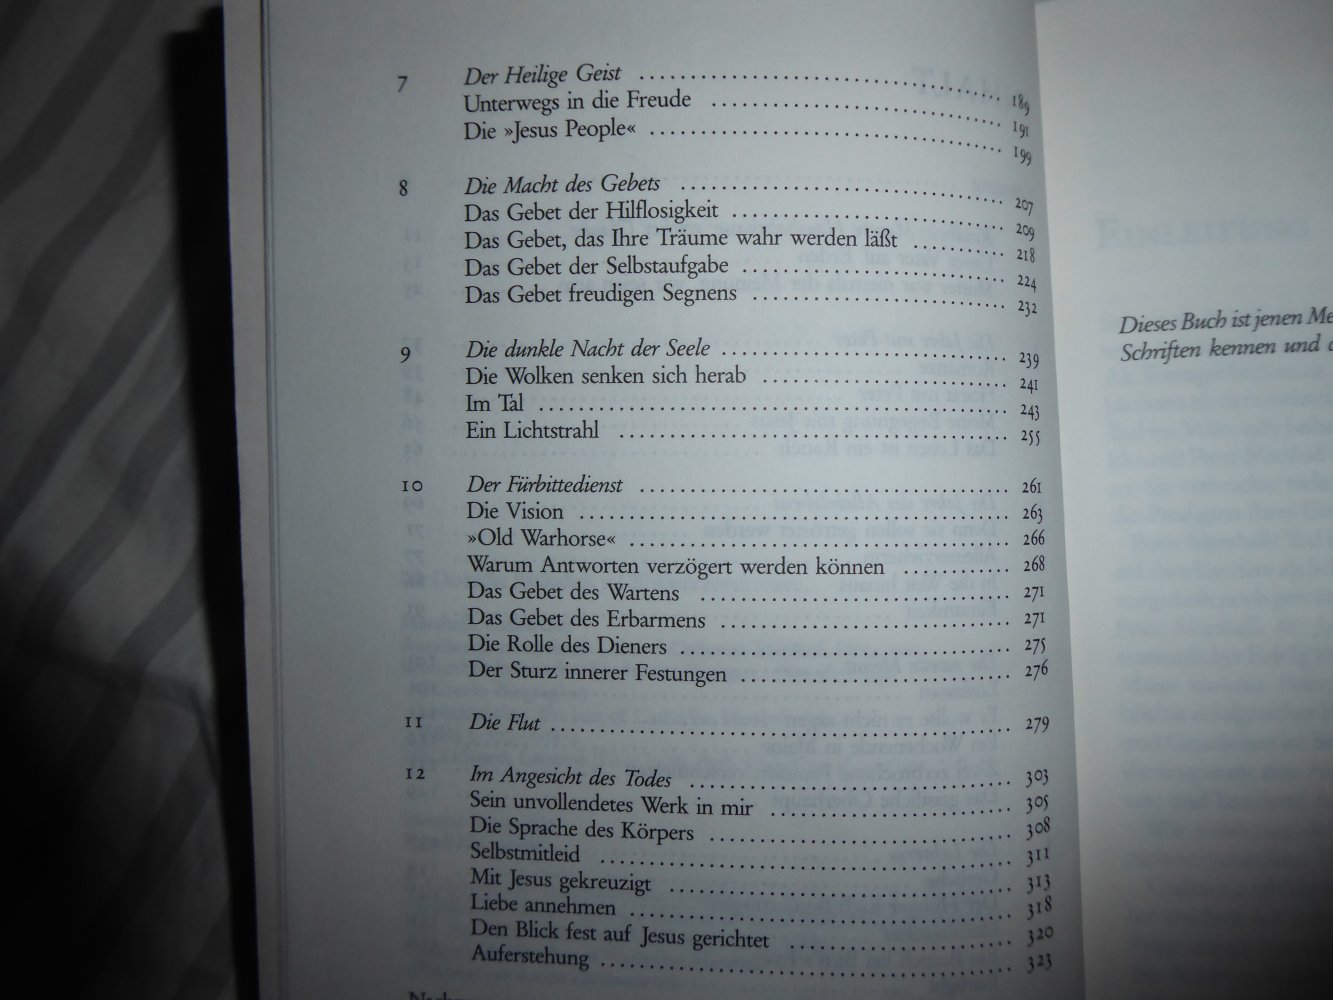 7 Der Heilige Geist 189
Unterwegs in die Freude 191
Die »Jesus People« 199
8 Die Macht des Gebets 207
Das Gebet der Hilflosigkeit 209
Das Gebet, das Ihre Träume wahr werden läßt 218
Das Gebet der Selbstaufgabe 224
Das Gebet freudigen Segnens 232
9 Die dunkle Nacht der Seele 239
Die Wolken senken sich herab 241
Im Tal 243
Ein Lichtstrahl 255
10 Der Fürbittedienst 261
Die Vision 263
»Old Warhorse« 266
Warum Antworten verzögert werden können 268
Das Gebet des Wartens 271
Das Gebet des Erbarmens 271
Die Rolle des Dieners 275
Der Sturz innerer Festungen 276
11 Die Flut 279
12 Im Angesicht des Todes 303
Sein unvollendetes Werk in mir 305
Die Sprache des Körpers 308
Selbstmitleid 311
Mit Jesus gekreuzigt 313
Liebe annehmen 318
Den Blick fest auf Jesus gerichtet 320
Auferstehung 323
EINLEITUNG
Dieses Buch ist jenen Me
Schriften kennen und